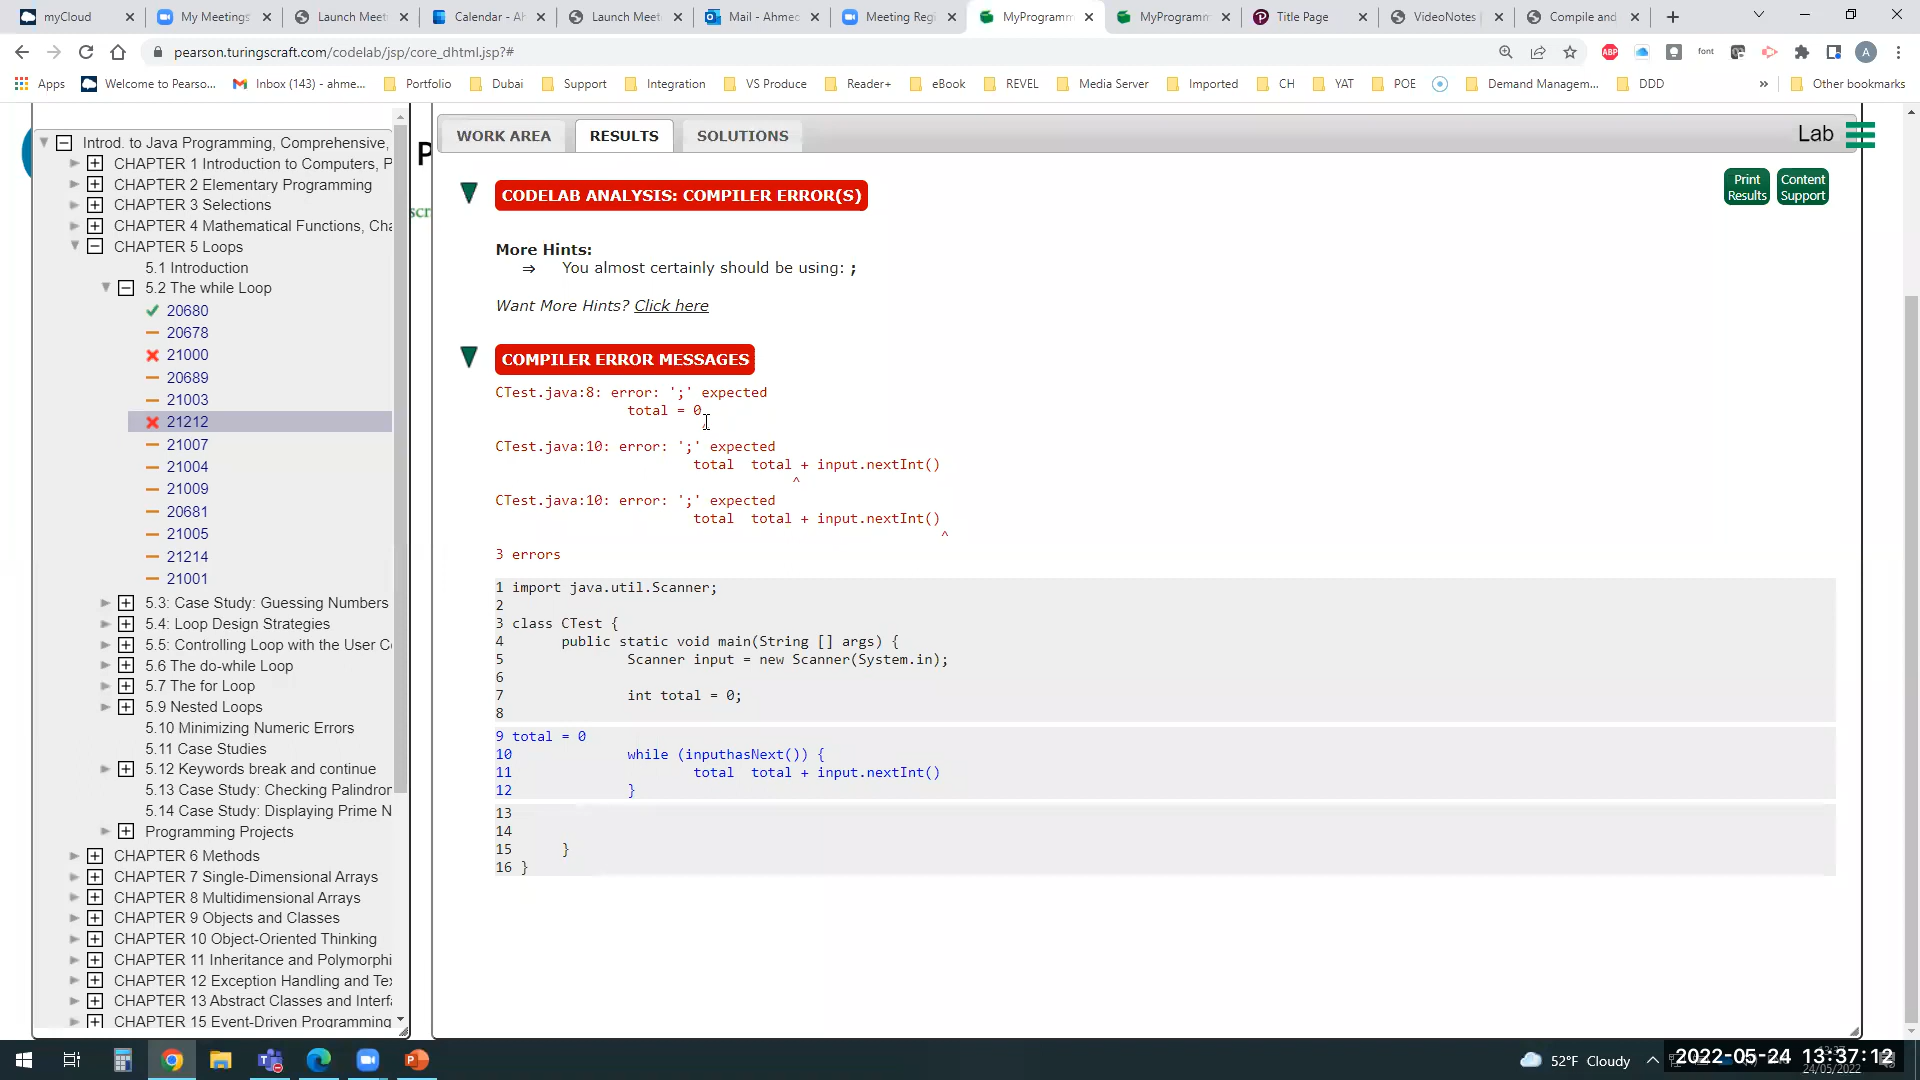 myCloud
My Meetings
Launch Meet
Calendar - Ah
Launch Meet
Mail - Ahmed
Meeting Regi
MyProgramm
MyProgramm
Title Page
VideoNotes
Compile and
pearson.turingscraft.com/codelab/jsp/core_dhtml.jsp?#
ABP
font
A
Apps
Welcome to Pearso...
Inbox (143) - ahme...
Portfolio
Dubai
Support
Integration
VS Produce
Reader+
eBook
REVEL
Media Server
Imported
CH
YAT
POE
Demand Managem...
DDD
»
Other bookmarks
Introd. to Java Programming, Comprehensive,
CHAPTER 1 Introduction to Computers, P
CHAPTER 2 Elementary Programming
CHAPTER 3 Selections
CHAPTER 4 Mathematical Functions, Cha
CHAPTER 5 Loops
5.1 Introduction
5.2 The while Loop
20680
20678
21000
20689
21003
21212
21007
21004
21009
20681
21005
21214
21001
5.3: Case Study: Guessing Numbers
5.4: Loop Design Strategies
5.5: Controlling Loop with the User C
5.6 The do-while Loop
5.7 The for Loop
5.9 Nested Loops
5.10 Minimizing Numeric Errors
5.11 Case Studies
5.12 Keywords break and continue
5.13 Case Study: Checking Palindror
5.14 Case Study: Displaying Prime N
Programming Projects
CHAPTER 6 Methods
CHAPTER 7 Single-Dimensional Arrays
CHAPTER 8 Multidimensional Arrays
CHAPTER 9 Objects and Classes
CHAPTER 10 Object-Oriented Thinking
CHAPTER 11 Inheritance and Polymorphi
CHAPTER 12 Exception Handling and Te
CHAPTER 13 Abstract Classes and Interf
CHAPTER 15 Event-Driven Programming
P
scr
WORK AREA
RESULTS
SOLUTIONS
Lab
Print Results
Content Support
CODELAB ANALYSIS: COMPILER ERROR(S)
More Hints:
⇒ You almost certainly should be using: ;
Want More Hints? Click here
COMPILER ERROR MESSAGES
CTest.java:8: error: ';' expected
total = 0
CTest.java:10: error: ';' expected
total  total + input.nextInt()
^
CTest.java:10: error: ';' expected
total  total + input.nextInt()
^
3 errors
1 import java.util.Scanner;
2
3 class CTest {
4 public static void main(String [] args) {
5 Scanner input = new Scanner(System.in);
6
7 int total = 0;
8
9 total = 0
10 while (inputhasNext()) {
11 total  total + input.nextInt()
12 }
13
14
15 }
16 }
52°F Cloudy
2022-05-24 13:37:12
24/05/2022